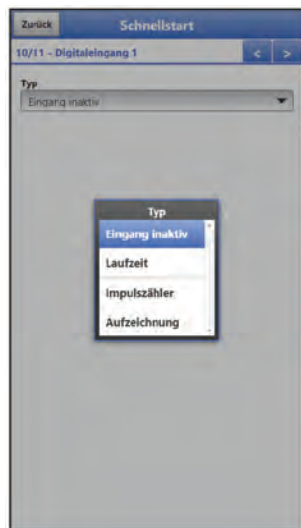 Zurück
Schnellstart
10/11 - Digitaleingang 1
< >
Typ
Eingang inaktiv
Typ
Eingang inaktiv
Laufzeit
Impulszähler
Aufzeichnung